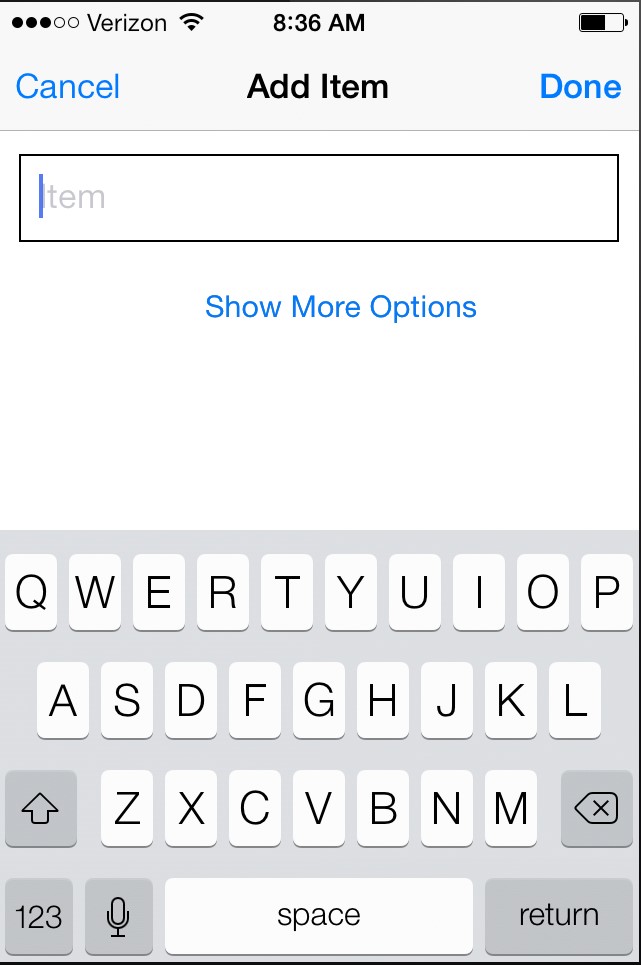 Verizon 8:36 AM
Cancel Add Item Done
Item
Show More Options
Q W E R T Y U I O P
A S D F G H J K L
Z X C V B N M
123 space return